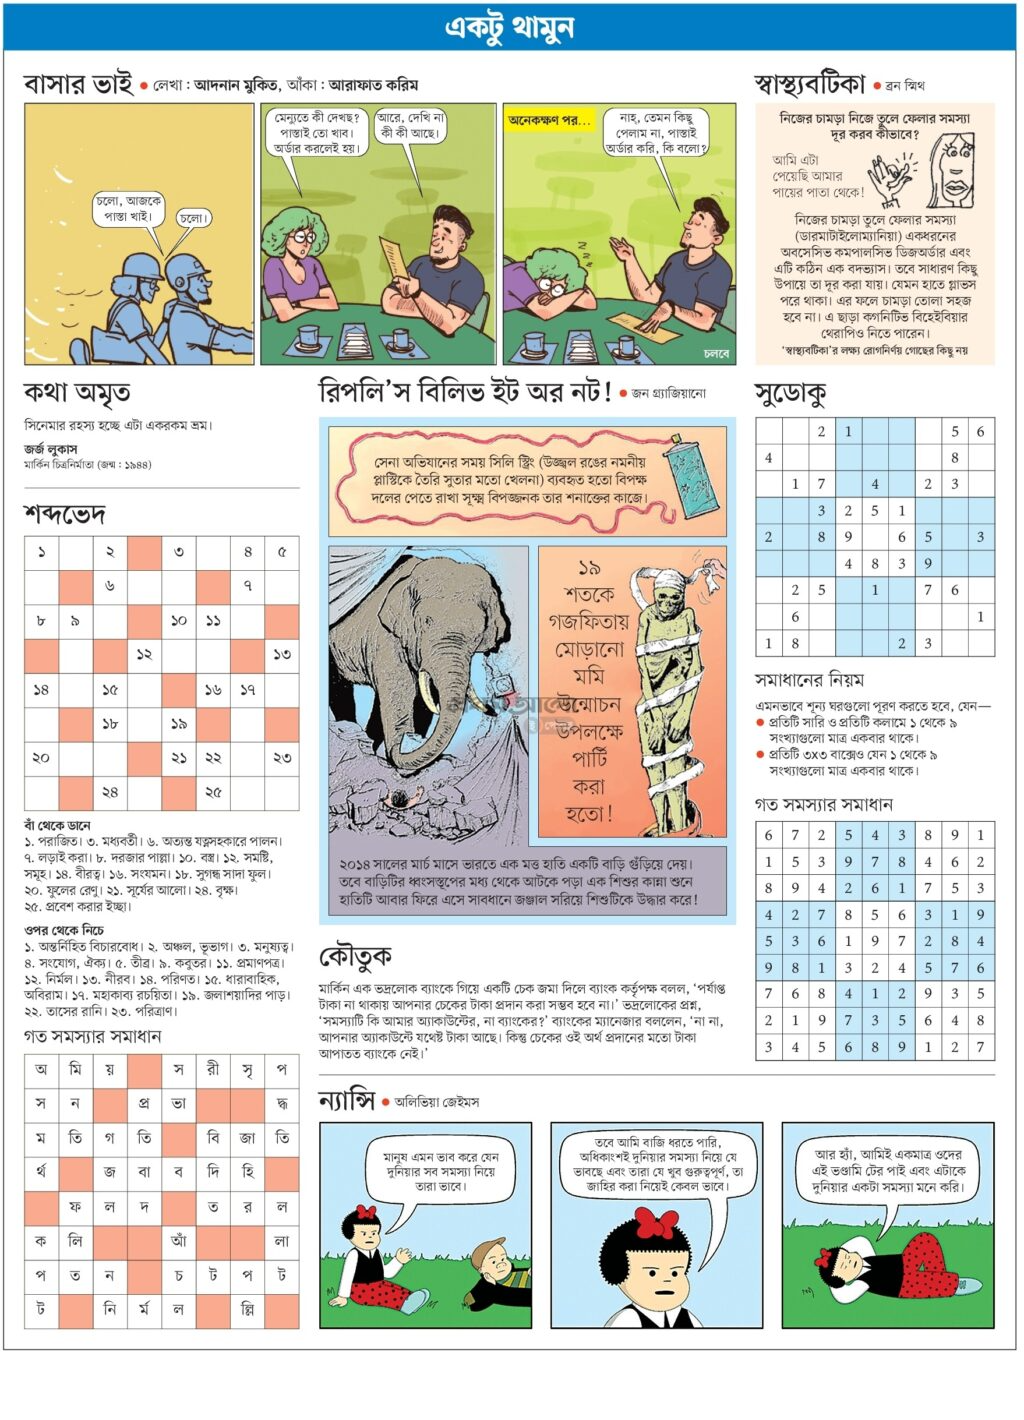 একটু থামুন
বাসার ভাই ● লেখা : আদনান মুকিত, আঁকা : আরাফাত করিম
চলো, আজকে
পাস্তা খাই।
চলো।
মেন্যুতে কী দেখছ?
পাস্তাই তো খাব।
অর্ডার করলেই হয়।
আরে, দেখি না
কী কী আছে।
অনেকক্ষণ পর...
নাহ্, তেমন কিছু
পেলাম না, পাস্তাই
অর্ডার করি, কি বলো?
চলবে
স্বাস্থ্যবটিকা ● ব্রন স্মিথ
নিজের চামড়া নিজে তুলে ফেলার সমস্যা
দূর করব কীভাবে?
আমি এটা
পেয়েছি আমার
পায়ের পাতা থেকে!
নিজের চামড়া তুলে ফেলার সমস্যা
(ডারমাটাইলোম্যানিয়া) একধরনের
অবসেসিভ কমপালসিভ ডিজঅর্ডার এবং
এটি কঠিন এক বদভ্যাস। তবে সাধারণ কিছু
উপায়ে তা দূর করা যায়। যেমন হাতে গ্লাভস
পরে থাকা। এর ফলে চামড়া তোলা সহজ
হবে না। এ ছাড়া কগনিটিভ বিহেইবিয়ার
থেরাপিও নিতে পারেন।
'স্বাস্থ্যবটিকা'র লক্ষ্য রোগনির্ণয় গোছের কিছু নয়
কথা অমৃত
সিনেমার রহস্য হচ্ছে এটা একরকম ভ্রম।
জর্জ লুকাস
মার্কিন চিত্রনির্মাতা (জন্ম : ১৯৪৪)
শব্দভেদ
১ ২ ৩ ৪ ৫
৬ ৭
৮ ৯ ১০ ১১
১২ ১৩
১৪ ১৫ ১৬ ১৭
১৮ ১৯
২০ ২১ ২২ ২৩
২৪ ২৫
বাঁ থেকে ডানে
১. পরাজিত। ৩. মধ্যবর্তী। ৬. অত্যন্ত যত্নসহকারে পালন।
৭. লড়াই করা। ৮. দরজার পাল্লা। ১০. বস্ত্র। ১২. সমষ্টি,
সমূহ। ১৪. বীরত্ব। ১৬. সংযমন। ১৮. সুগন্ধ সাদা ফুল।
২০. ফুলের রেণু। ২১. সূর্যের আলো। ২৪. বৃক্ষ।
২৫. প্রবেশ করার ইচ্ছা।
ওপর থেকে নিচে
১. অন্তর্নিহিত বিচারবোধ। ২. অঞ্চল, ভূভাগ। ৩. মনুষ্যত্ব।
৪. সংযোগ, ঐক্য। ৫. তীব্র। ৯. কবুতর। ১১. প্রমাণপত্র।
১২. নির্মল। ১৩. নীরব। ১৪. পরিণত। ১৫. ধারাবাহিক,
অবিরাম। ১৭. মহাকাব্য রচয়িতা। ১৯. জলাশয়াদির পাড়।
২২. তাসের রানি। ২৩. পরিত্রাণ।
গত সমস্যার সমাধান
অ মি য় স রী সৃ প
স ন প্র ভা দ্ধ
ম তি গ তি বি জা তি
র্থ জ বা ব দি হি
ফ ল দ ত র ল
ক লি আঁ লা
প ত ন চ ট প ট
ট নি র্ম ল ল্লি
রিপলি'স বিলিভ ইট অর নট! ● জন গ্র্যাজিয়ানো
সেনা অভিযানের সময় সিলি স্ট্রিং (উজ্জ্বল রঙের নমনীয়
প্লাস্টিকে তৈরি সুতার মতো খেলনা) ব্যবহৃত হতো বিপক্ষ
দলের পেতে রাখা সূক্ষ্ম বিপজ্জনক তার শনাক্তের কাজে।
১৯
শতকে
গজফিতায়
মোড়ানো
মমি
উন্মোচন
উপলক্ষে
পার্টি
করা
হতো!
২০১৪ সালের মার্চ মাসে ভারতে এক মত্ত হাতি একটি বাড়ি গুঁড়িয়ে দেয়।
তবে বাড়িটির ধ্বংসস্তূপের মধ্য থেকে আটকে পড়া এক শিশুর কান্না শুনে
হাতিটি আবার ফিরে এসে সাবধানে জঞ্জাল সরিয়ে শিশুটিকে উদ্ধার করে!
কৌতুক
মার্কিন এক ভদ্রলোক ব্যাংকে গিয়ে একটি চেক জমা দিলে ব্যাংক কর্তৃপক্ষ বলল, 'পর্যাপ্ত
টাকা না থাকায় আপনার চেকের টাকা প্রদান করা সম্ভব হবে না।' ভদ্রলোকের প্রশ্ন,
'সমস্যাটি কি আমার অ্যাকাউন্টের, না ব্যাংকের?' ব্যাংকের ম্যানেজার বললেন, 'না না,
আপনার অ্যাকাউন্টে যথেষ্ট টাকা আছে। কিন্তু চেকের ওই অর্থ প্রদানের মতো টাকা
আপাতত ব্যাংকে নেই।'
সুডোকু
2 1 5 6
4 8
1 7 4 2 3
3 2 5 1
2 8 9 6 5 3
4 8 3 9
2 5 1 7 6
6 1
1 8 2 3
সমাধানের নিয়ম
এমনভাবে শূন্য ঘরগুলো পূরণ করতে হবে, যেন—
● প্রতিটি সারি ও প্রতিটি কলামে ১ থেকে ৯
সংখ্যাগুলো মাত্র একবার থাকে।
● প্রতিটি ৩x৩ বাক্সেও যেন ১ থেকে ৯
সংখ্যাগুলো মাত্র একবার থাকে।
গত সমস্যার সমাধান
6 7 2 5 4 3 8 9 1
1 5 3 9 7 8 4 6 2
8 9 4 2 6 1 7 5 3
4 2 7 8 5 6 3 1 9
5 3 6 1 9 7 2 8 4
9 8 1 3 2 4 5 7 6
7 6 8 4 1 2 9 3 5
2 1 9 7 3 5 6 4 8
3 4 5 6 8 9 1 2 7
ন্যান্সি ● অলিভিয়া জেইমস
মানুষ এমন ভাব করে যেন
দুনিয়ার সব সমস্যা নিয়ে
তারা ভাবে।
তবে আমি বাজি ধরতে পারি,
অধিকাংশই দুনিয়ার সমস্যা নিয়ে যে
ভাবছে এবং তারা যে খুব গুরুত্বপূর্ণ, তা
জাহির করা নিয়েই কেবল ভাবে।
আর হ্যাঁ, আমিই একমাত্র ওদের
এই ভণ্ডামি টের পাই এবং এটাকে
দুনিয়ার একটা সমস্যা মনে করি।